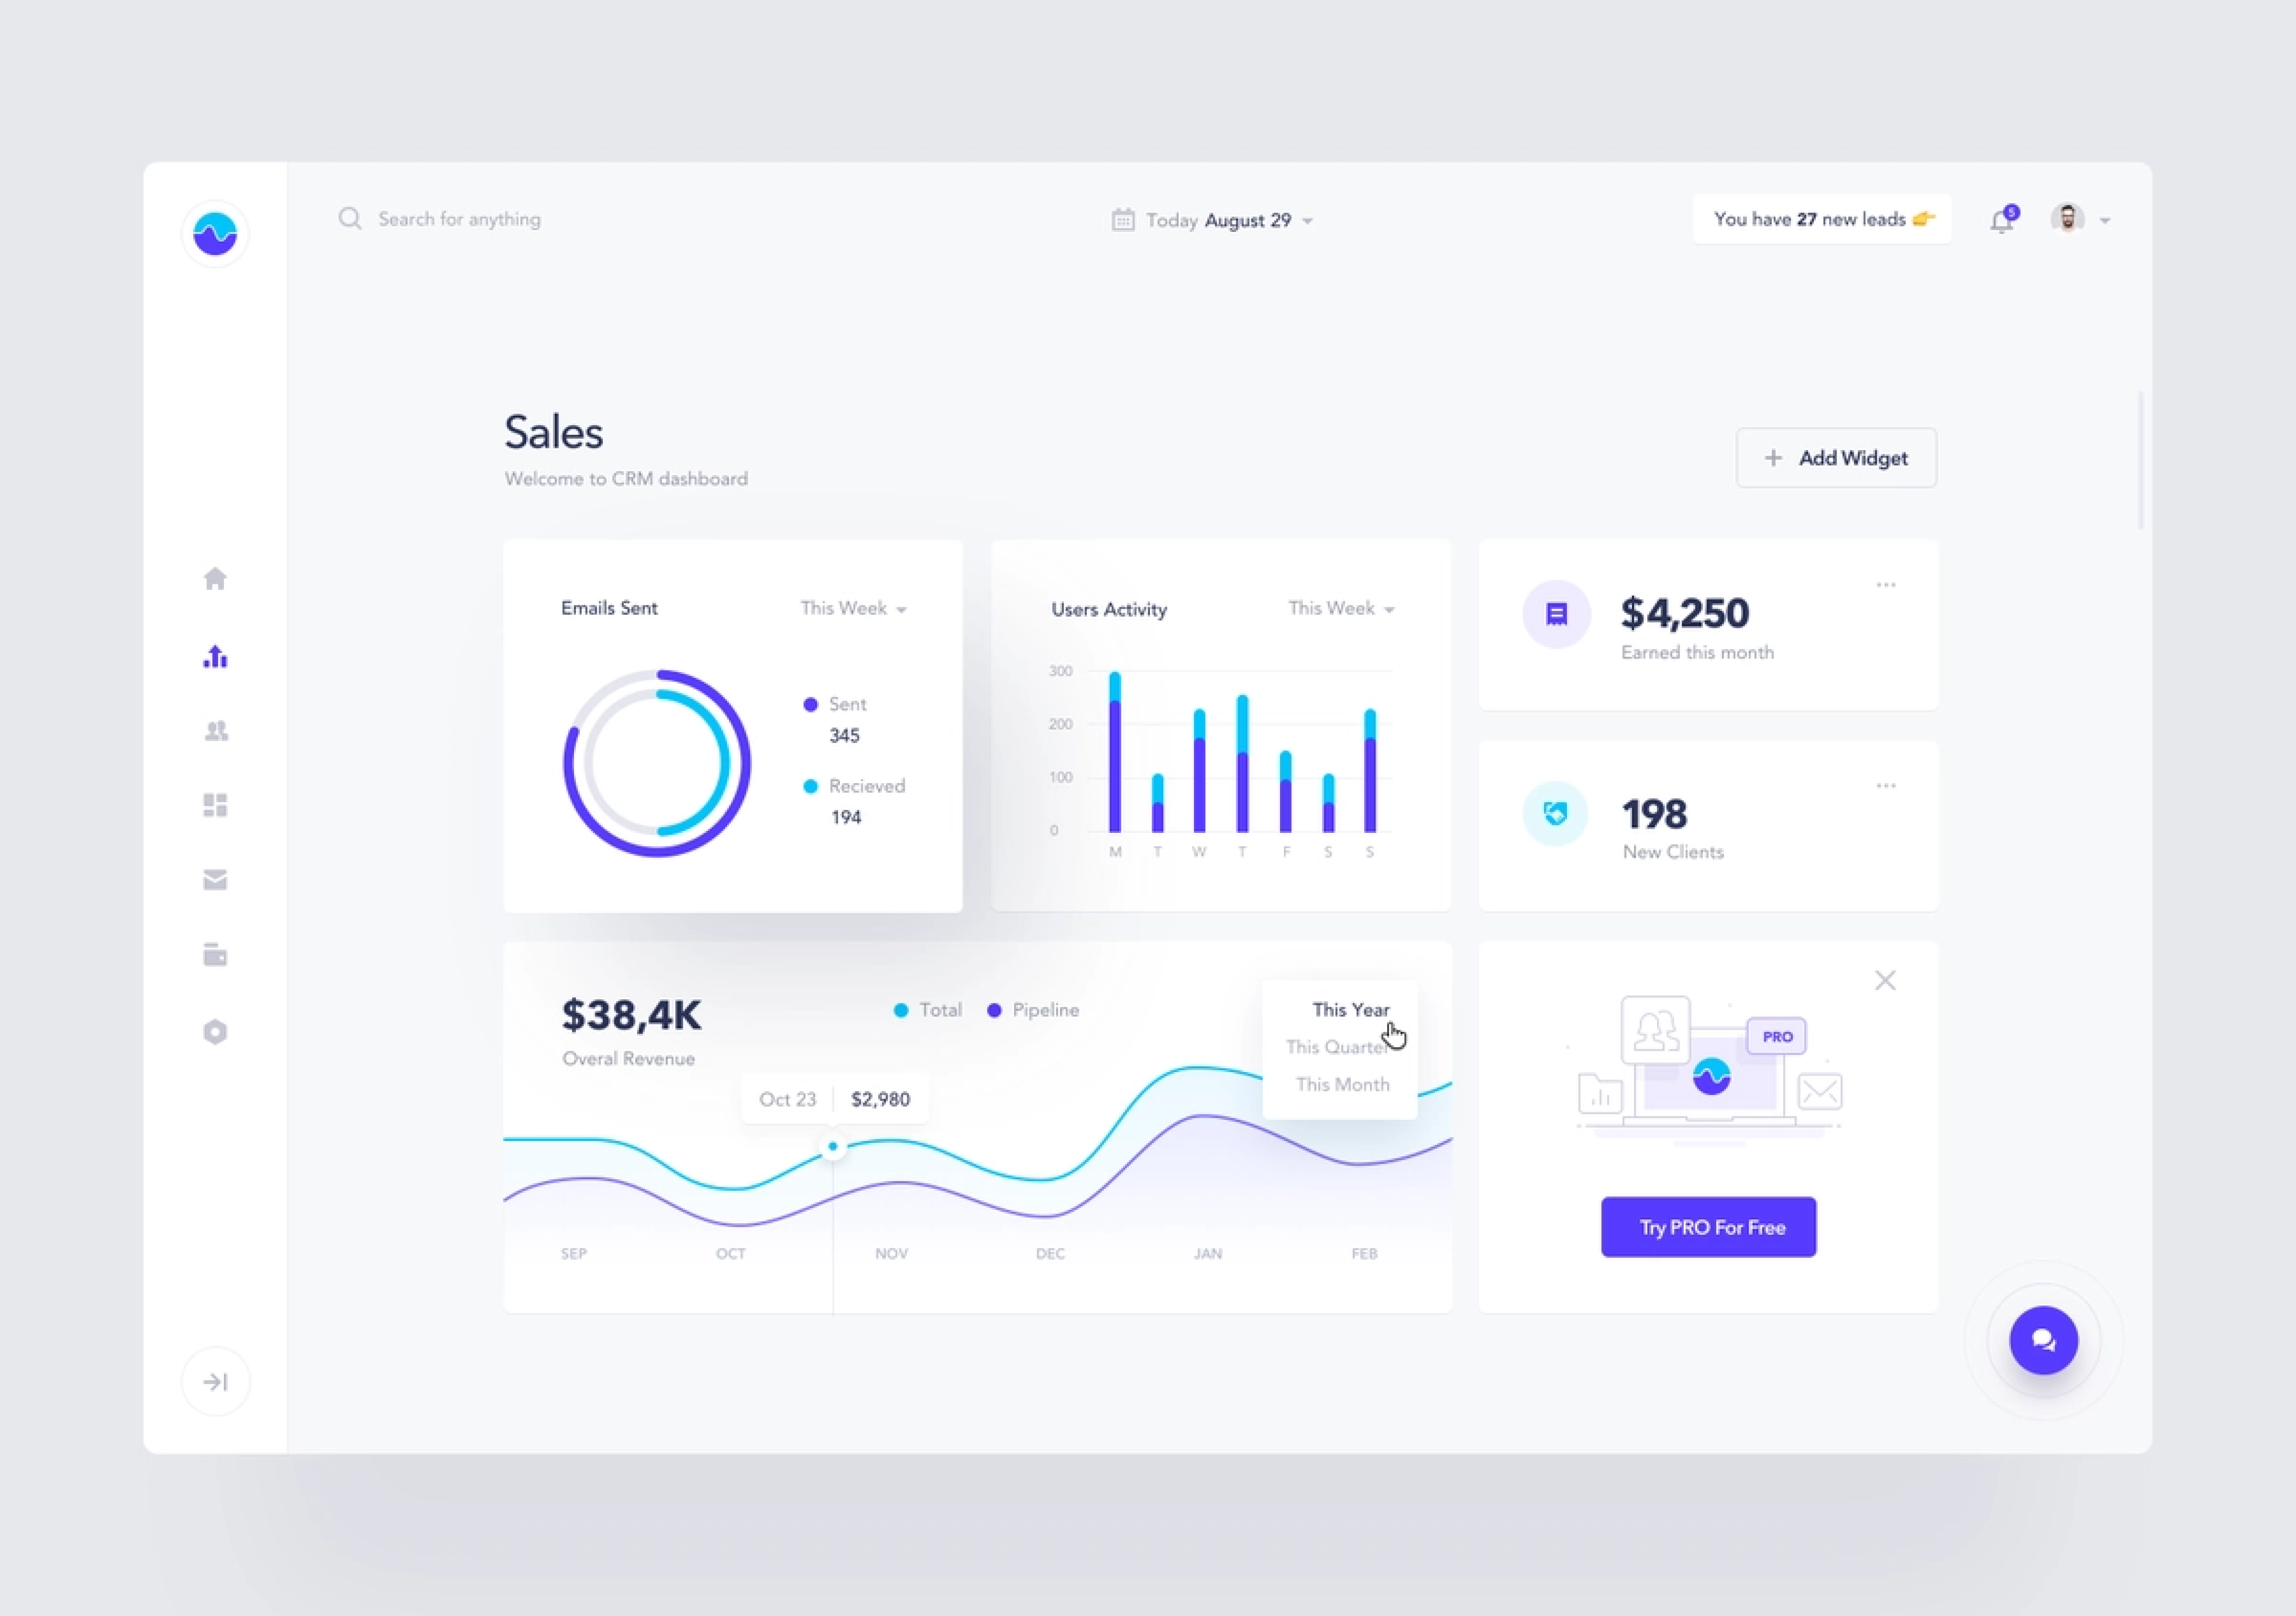 Search for anything
Today August 29
You have 27 new leads 👉
5
Sales
Welcome to CRM dashboard
+ Add Widget
Emails Sent
This Week
Sent
345
Recieved
194
Users Activity
This Week
300
200
100
0
M T W T F S S
$4,250
Earned this month
198
New Clients
$38,4K
Overal Revenue
Total
Pipeline
This Year
This Quarter
This Month
Oct 23
$2,980
SEP OCT NOV DEC JAN FEB
PRO
Try PRO For Free